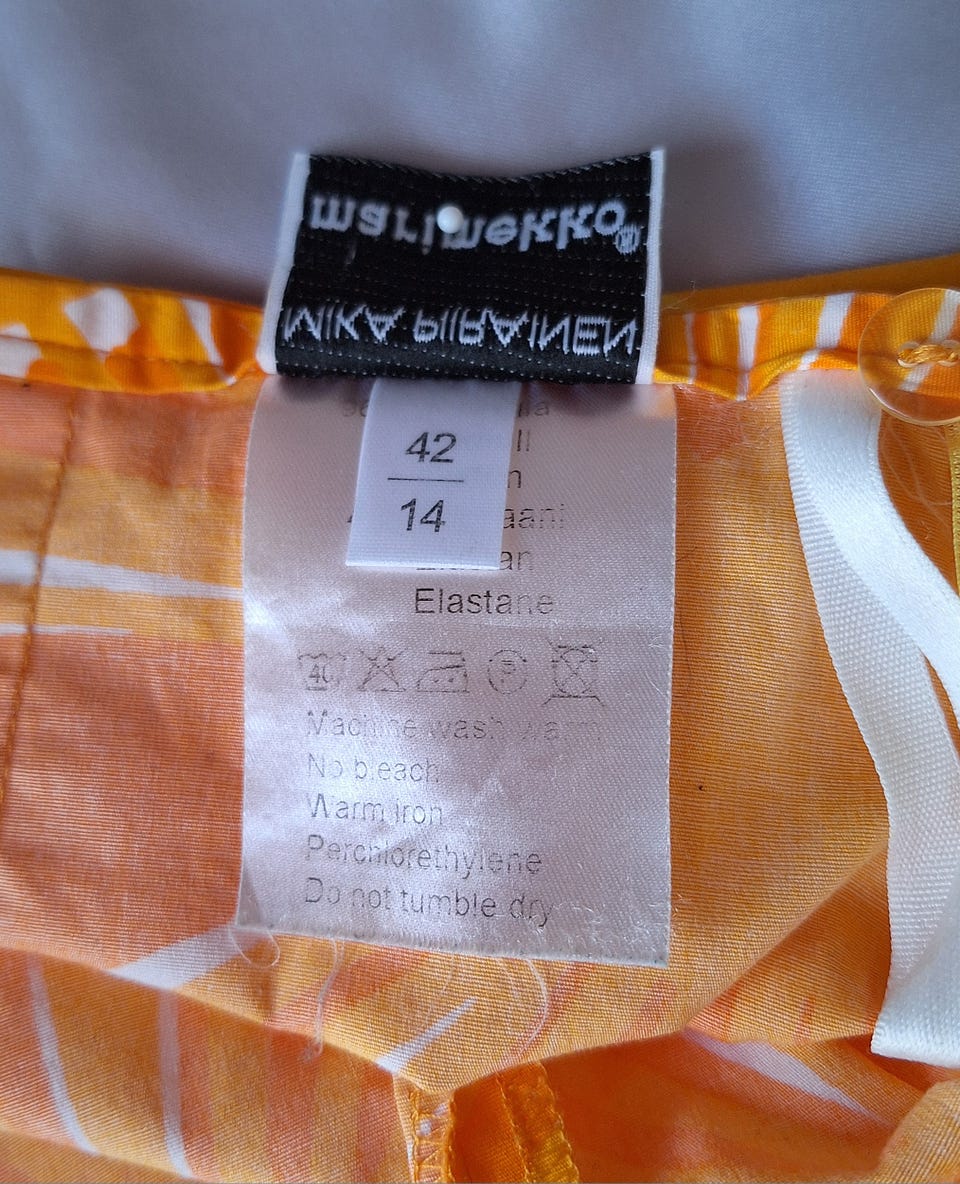 marimekko®
MIKA PIIRAINEN
42
14
Elastane
40
P
Machine wash warm
No bleach
Warm iron
Perchlorethylene
Do not tumble dry